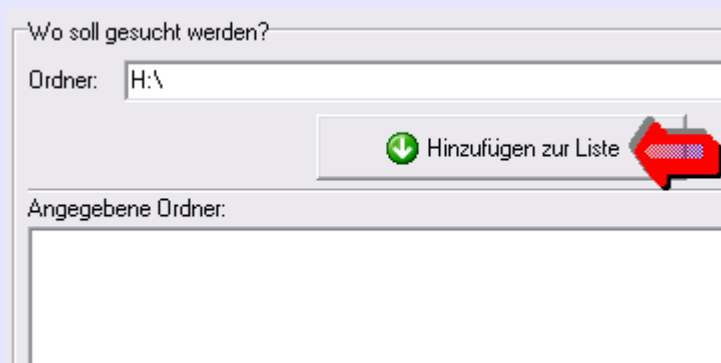 Wo soll gesucht werden?
Ordner: H:\
Hinzufügen zur Liste
Angegebene Ordner: